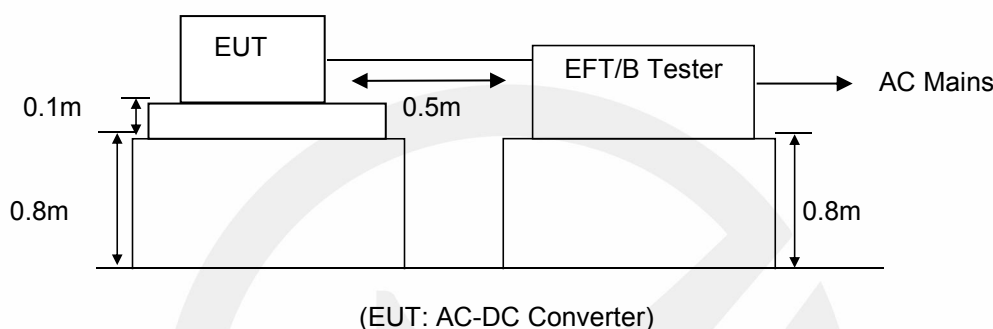 EUT
EFT/B Tester
AC Mains
0.1m
0.5m
0.8m
0.8m
(EUT: AC-DC Converter)